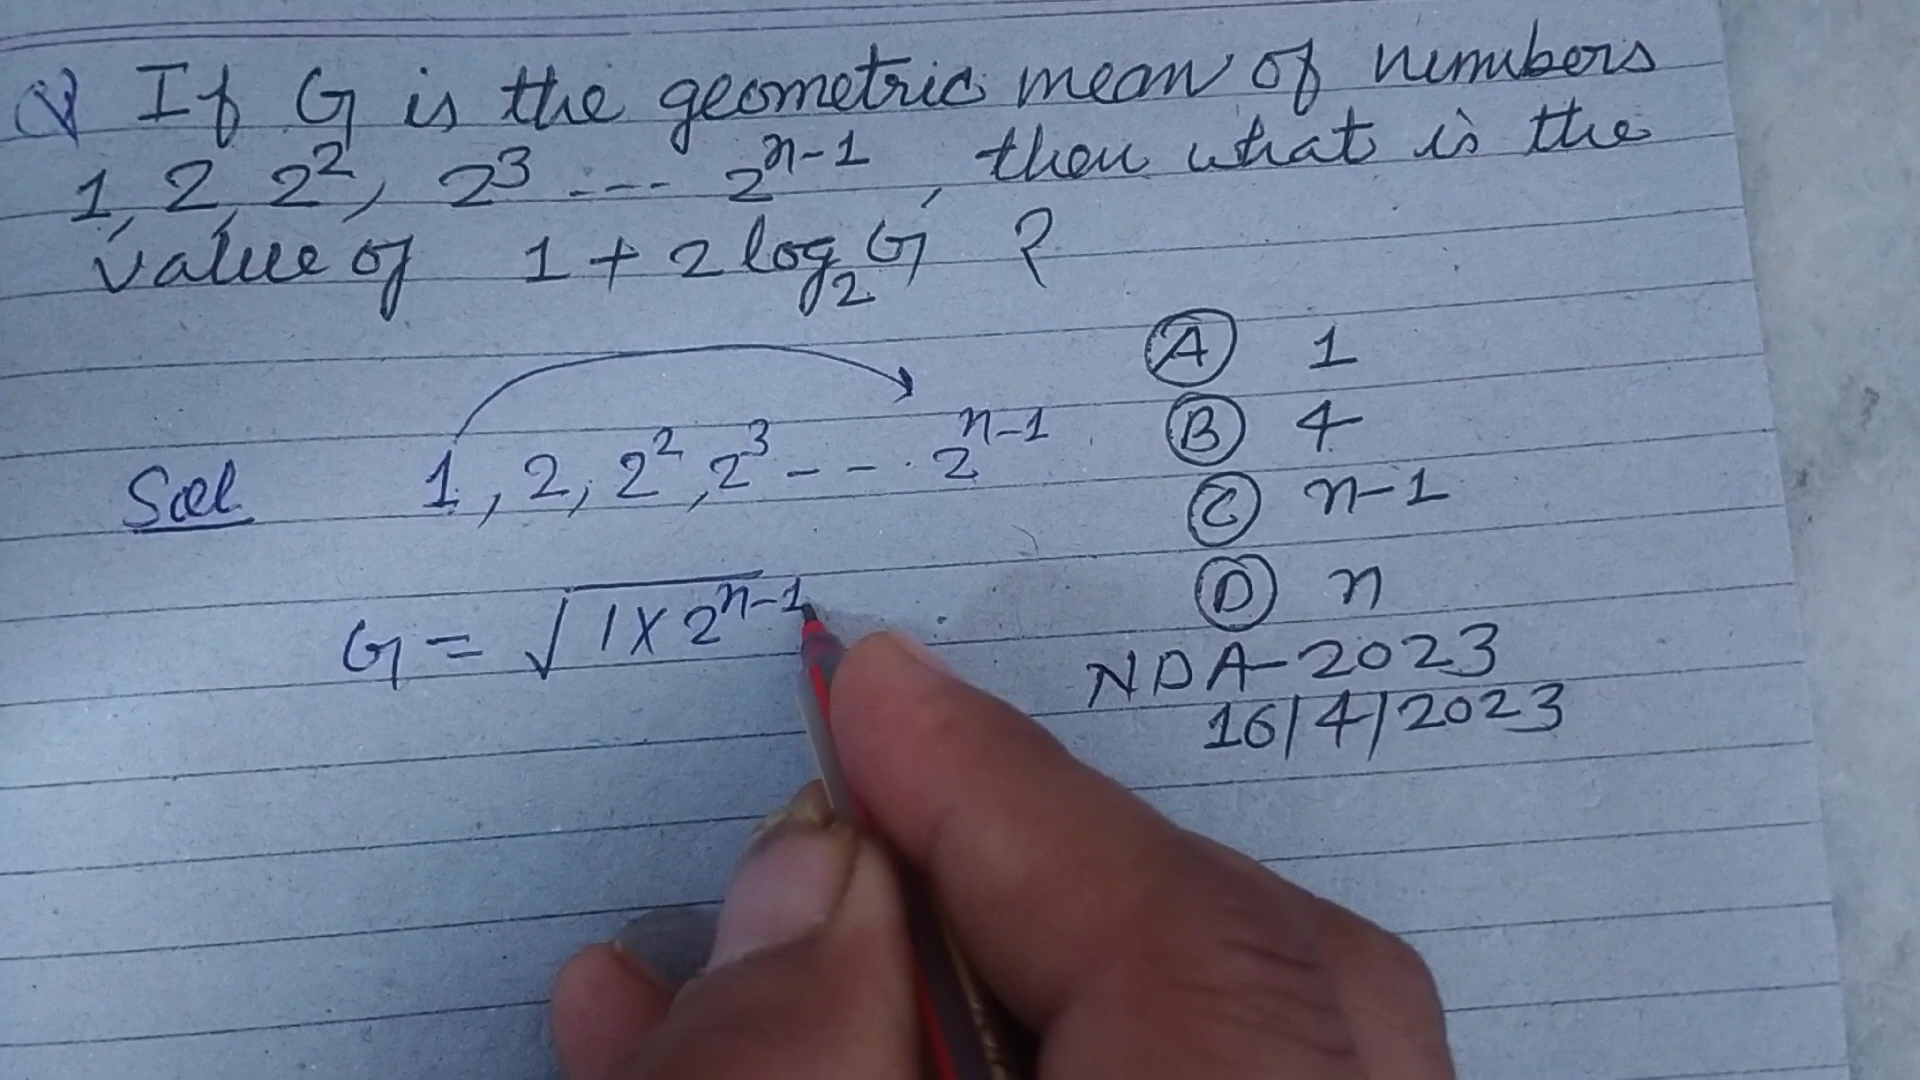 Q If G is the geometric mean of numbers
1, 2, 2², 2³ ---- 2ⁿ⁻¹, then what is the
value of 1 + 2 log₂G ?
(A) 1
(B) 4
Sol 1, 2, 2², 2³ - - - 2ⁿ⁻¹
(C) n-1
(D) n
G = √1×2ⁿ⁻¹
NDA-2023
16/4/2023